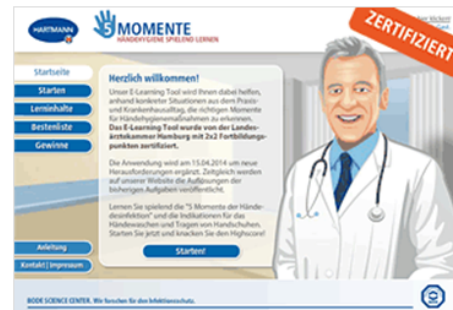 HARTMANN
5 MOMENTE
HÄNDEHYGIENE SPIELEND LERNEN
ZERTIFIZIERT
Startseite
Starten
Lerninhalte
Bestenliste
Gewinne
Anleitung
Kontakt | Impressum
Herzlich willkommen!
Unser E-Learning Tool wird Ihnen dabei helfen,
anhand konkreter Situationen aus dem Praxis-
und Krankenhausalltag, die richtigen Momente
für Händehygienemaßnahmen zu erkennen.
Das E-Learning Tool wurde von der Landes-
ärztekammer Hamburg mit 2x2 Fortbildungs-
punkten zertifiziert.
Die Anwendung wird am 15.04.2014 um neue
Herausforderungen ergänzt. Zeitgleich werden
auf unserer Website die Auflösungen der
bisherigen Aufgaben veröffentlicht.
Lernen Sie spielend die "5 Momente der Hände-
desinfektion" und die Indikationen für das
Händewaschen und Tragen von Handschuhen.
Starten Sie jetzt und knacken Sie den Highscore!
Starten!
BODE SCIENCE CENTER. Wir forschen für den Infektionsschutz.